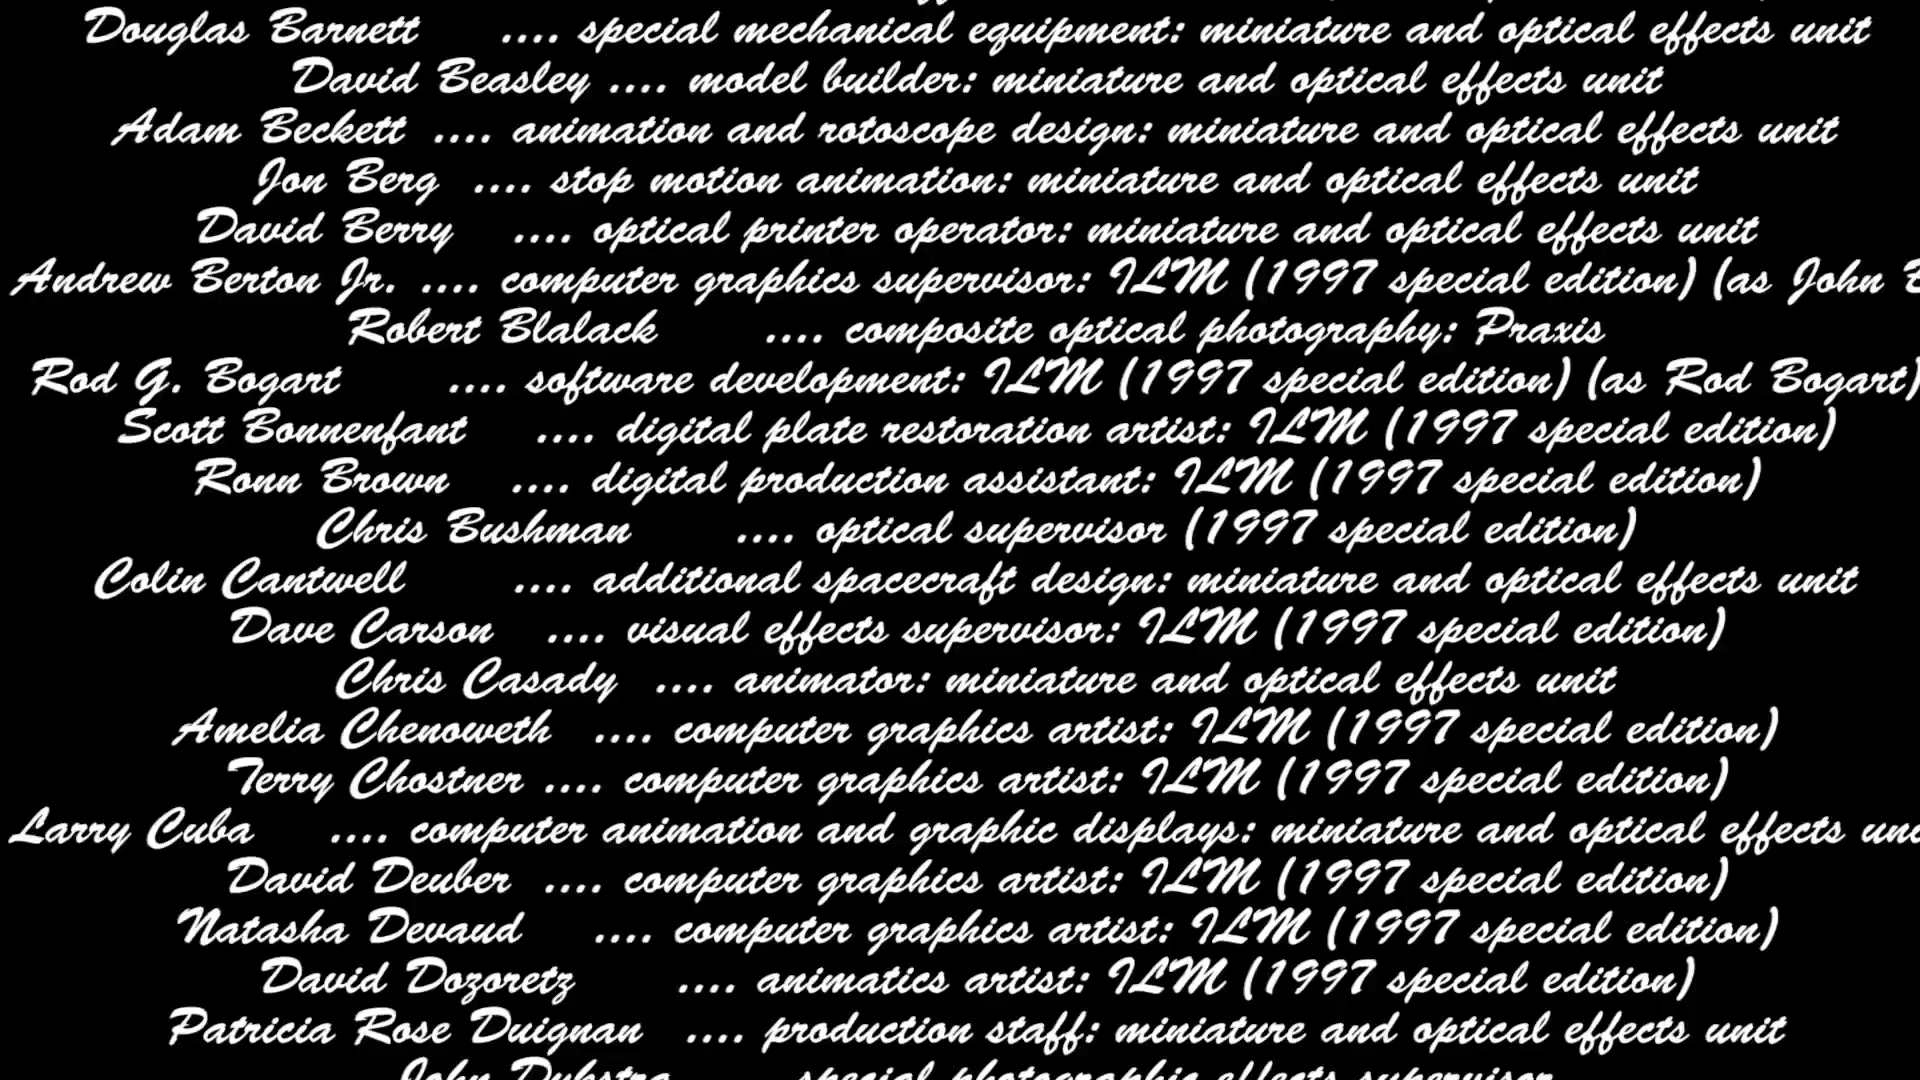 Douglas Barnett .... special mechanical equipment: miniature and optical effects unit
David Beasley .... model builder: miniature and optical effects unit
Adam Beckett .... animation and rotoscope design: miniature and optical effects unit
Jon Berg .... stop motion animation: miniature and optical effects unit
David Berry .... optical printer operator: miniature and optical effects unit
Andrew Berton Jr. .... computer graphics supervisor: ILM (1997 special edition) (as John
Robert Blalack .... composite optical photography: Praxis
Rod G. Bogart .... software development: ILM (1997 special edition) (as Rod Bogart)
Scott Bonnenfant .... digital plate restoration artist: ILM (1997 special edition)
Ronn Brown .... digital production assistant: ILM (1997 special edition)
Chris Bushman .... optical supervisor (1997 special edition)
Colin Cantwell .... additional spacecraft design: miniature and optical effects unit
Dave Carson .... visual effects supervisor: ILM (1997 special edition)
Chris Casady .... animator: miniature and optical effects unit
Amelia Chenoweth .... computer graphics artist: ILM (1997 special edition)
Terry Chostner .... computer graphics artist: ILM (1997 special edition)
Larry Cuba .... computer animation and graphic displays: miniature and optical effects
David Deuber .... computer graphics artist: ILM (1997 special edition)
Natasha Devaud .... computer graphics artist: ILM (1997 special edition)
David Dozoretz .... animatics artist: ILM (1997 special edition)
Patricia Rose Duignan .... production staff: miniature and optical effects unit
John Dykstra .... special photographic effects supervisor